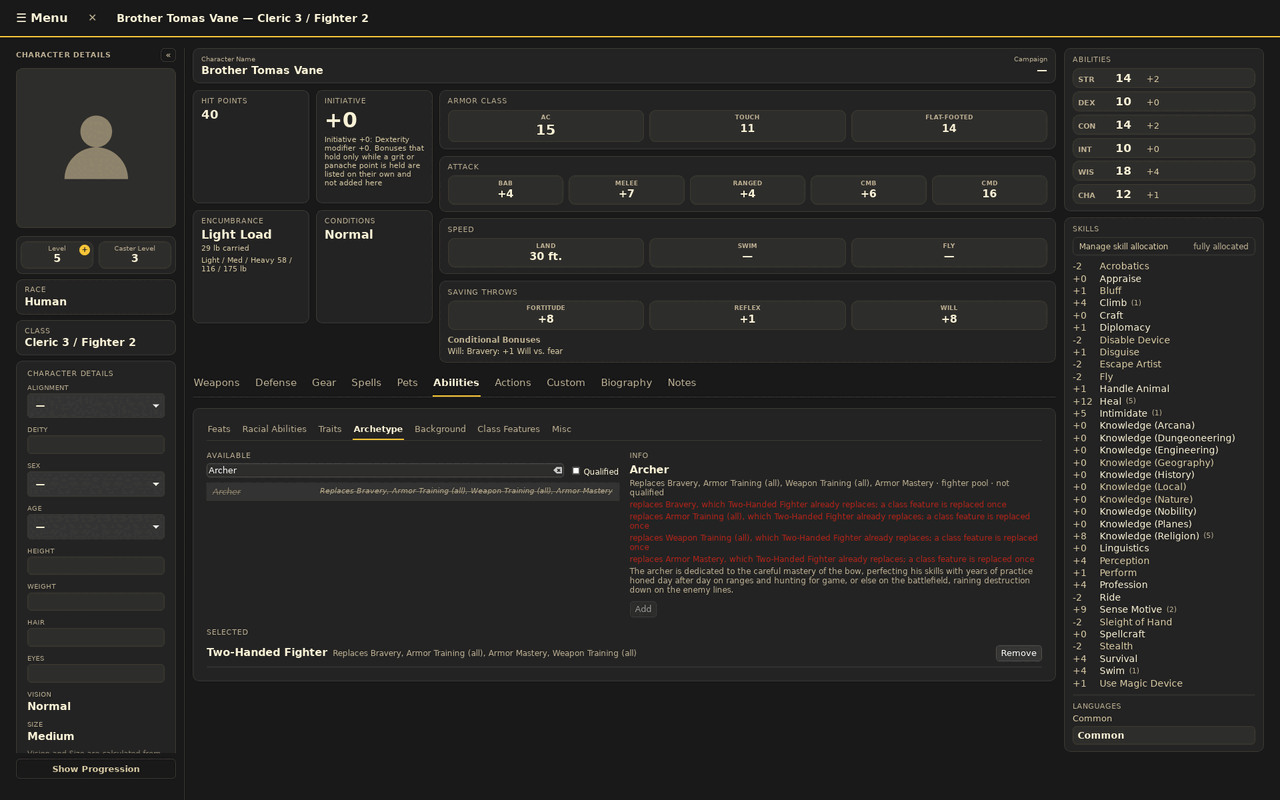 ☰ Menu
×
Brother Tomas Vane — Cleric 3 / Fighter 2
CHARACTER DETAILS
«
Level
5
+
Caster Level
3
RACE
Human
CLASS
Cleric 3 / Fighter 2
CHARACTER DETAILS
ALIGNMENT
—
DEITY
SEX
—
AGE
—
HEIGHT
WEIGHT
HAIR
EYES
VISION
Normal
SIZE
Medium
Vision and Size are calculated from
Show Progression
Character Name
Brother Tomas Vane
Campaign
—
HIT POINTS
40
INITIATIVE
+0
Initiative +0: Dexterity
modifier +0. Bonuses that
hold only while a grit or
panache point is held are
listed on their own and
not added here
ENCUMBRANCE
Light Load
29 lb carried
Light / Med / Heavy 58 /
116 / 175 lb
CONDITIONS
Normal
ARMOR CLASS
AC
15
TOUCH
11
FLAT-FOOTED
14
ATTACK
BAB
+4
MELEE
+7
RANGED
+4
CMB
+6
CMD
16
SPEED
LAND
30 ft.
SWIM
—
FLY
—
SAVING THROWS
FORTITUDE
+8
REFLEX
+1
WILL
+8
Conditional Bonuses
Will: Bravery: +1 Will vs. fear
Weapons Defense Gear Spells Pets Abilities Actions Custom Biography Notes
Feats Racial Abilities Traits Archetype Background Class Features Misc
AVAILABLE
Archer
Qualified
Archer Replaces Bravery, Armor Training (all), Weapon Training (all), Armor Mastery
INFO
Archer
Replaces Bravery, Armor Training (all), Weapon Training (all), Armor Mastery · fighter pool · not
qualified
replaces Bravery, which Two-Handed Fighter already replaces; a class feature is replaced once
replaces Armor Training (all), which Two-Handed Fighter already replaces; a class feature is replaced
once
replaces Weapon Training (all), which Two-Handed Fighter already replaces; a class feature is replaced
once
replaces Armor Mastery, which Two-Handed Fighter already replaces; a class feature is replaced once
The archer is dedicated to the careful mastery of the bow, perfecting his skills with years of practice
honed day after day on ranges and hunting for game, or else on the battlefield, raining destruction
down on the enemy lines.
Add
SELECTED
Two-Handed Fighter Replaces Bravery, Armor Training (all), Armor Mastery, Weapon Training (all)
Remove
ABILITIES
STR 14 +2
DEX 10 +0
CON 14 +2
INT 10 +0
WIS 18 +4
CHA 12 +1
SKILLS
Manage skill allocation fully allocated
-2 Acrobatics
+0 Appraise
+1 Bluff
+4 Climb (1)
+0 Craft
+1 Diplomacy
-2 Disable Device
+1 Disguise
-2 Escape Artist
-2 Fly
+1 Handle Animal
+12 Heal (5)
+5 Intimidate (1)
+0 Knowledge (Arcana)
+0 Knowledge (Dungeoneering)
+0 Knowledge (Engineering)
+0 Knowledge (Geography)
+0 Knowledge (History)
+0 Knowledge (Local)
+0 Knowledge (Nature)
+0 Knowledge (Nobility)
+0 Knowledge (Planes)
+8 Knowledge (Religion) (5)
+0 Linguistics
+4 Perception
+1 Perform
+4 Profession
-2 Ride
+9 Sense Motive (2)
-2 Sleight of Hand
+0 Spellcraft
-2 Stealth
+4 Survival
+4 Swim (1)
+1 Use Magic Device
LANGUAGES
Common
Common